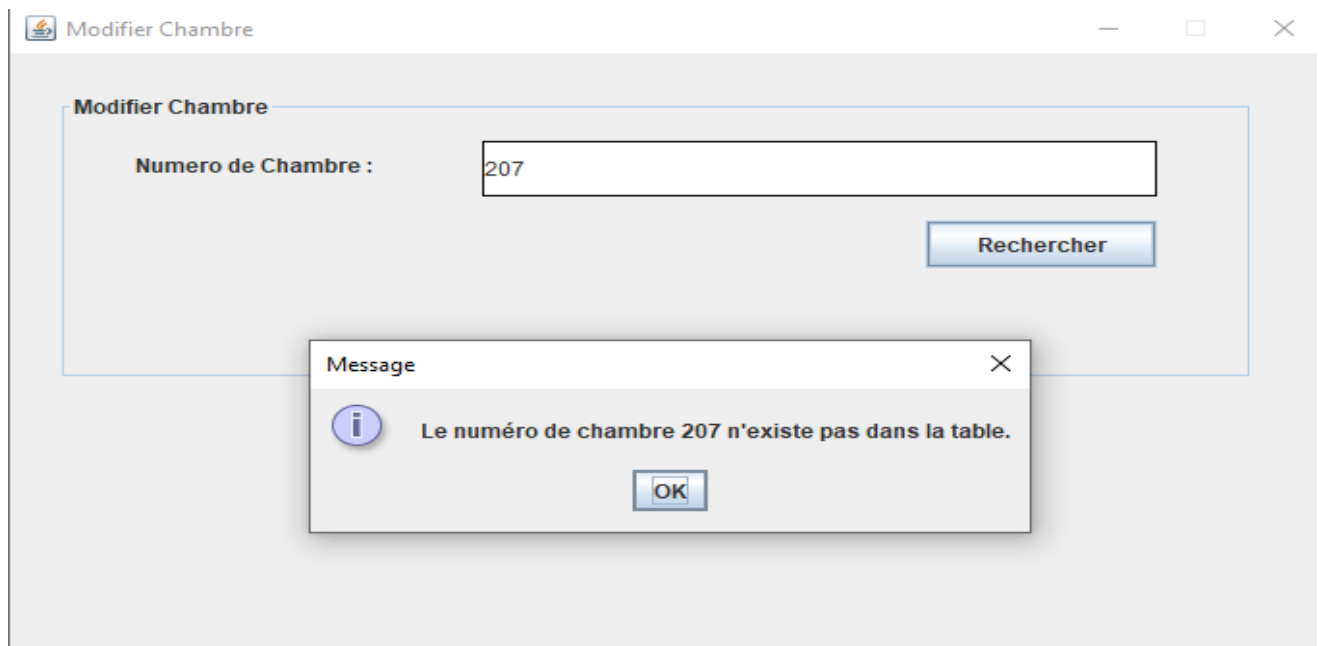 Modifier Chambre
Modifier Chambre
Numero de Chambre :
207
Rechercher
Message
Le numéro de chambre 207 n'existe pas dans la table.
OK